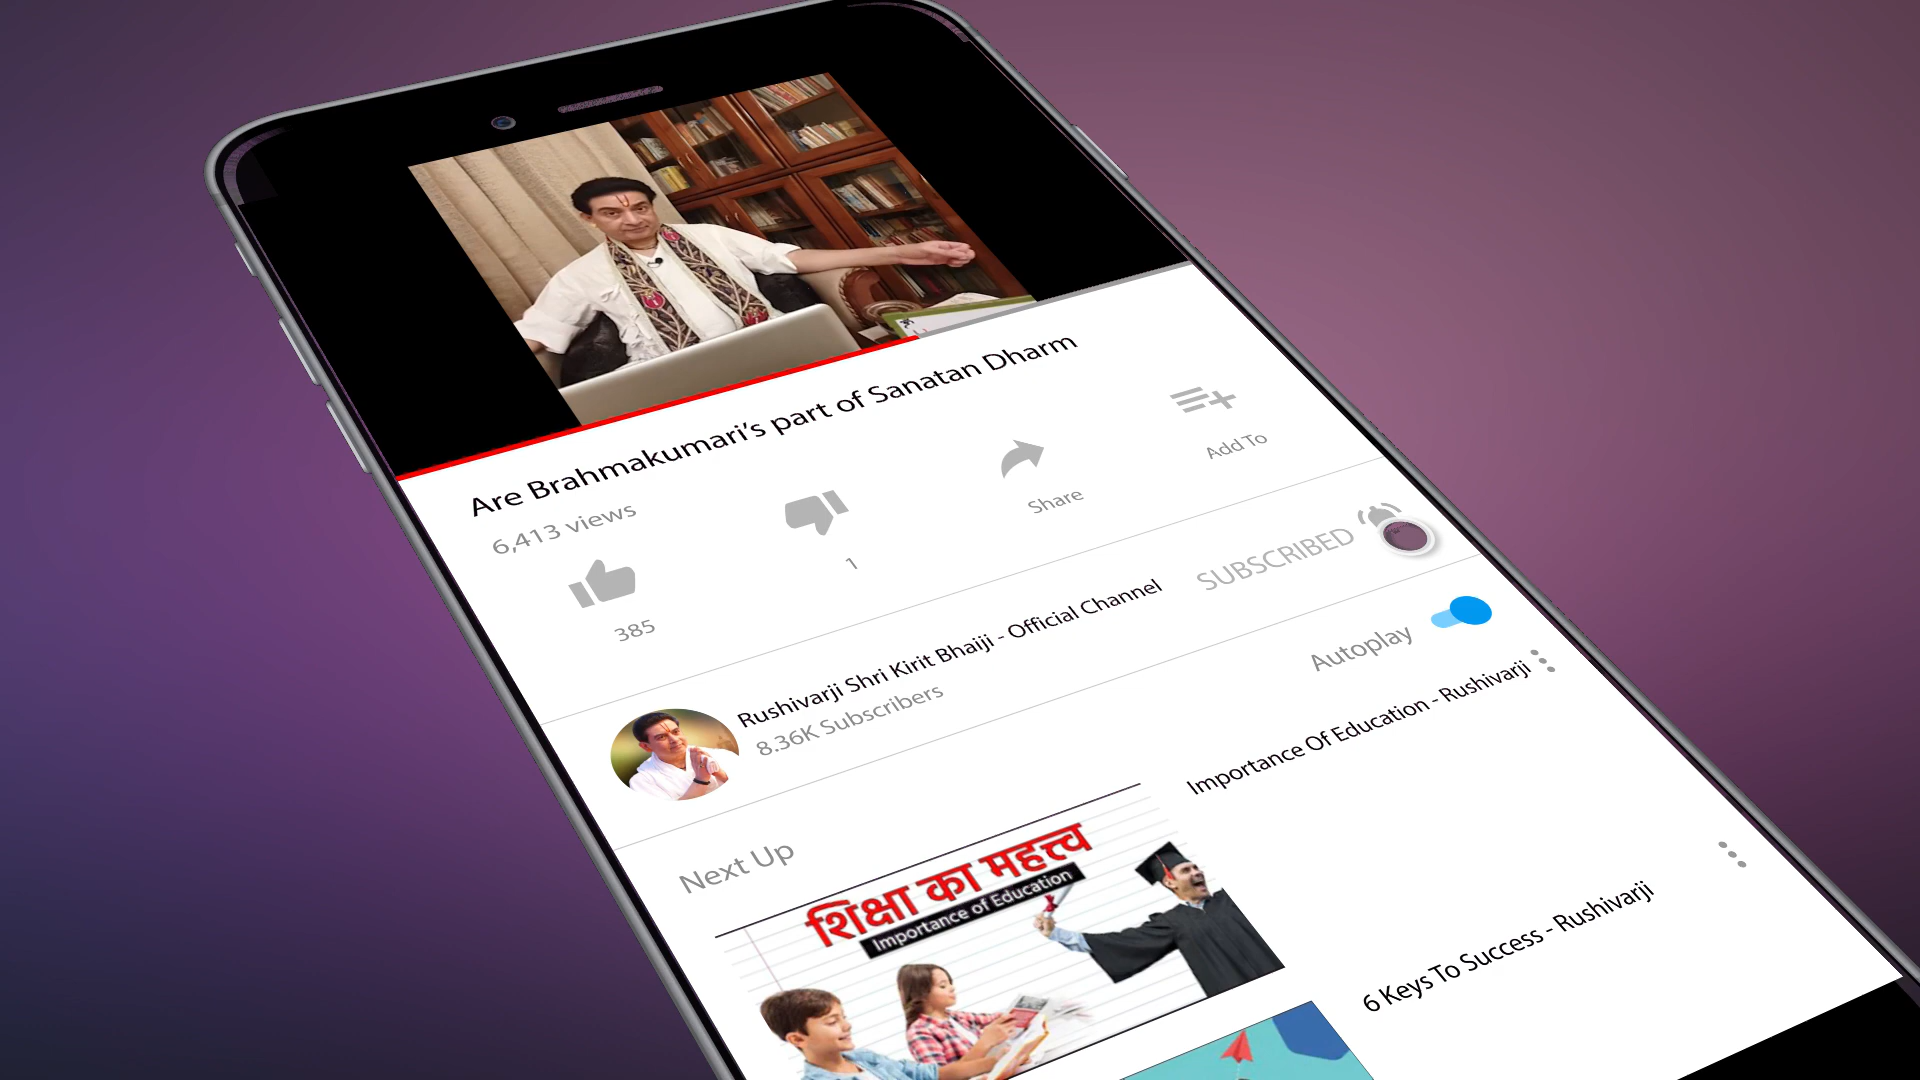 Are Brahmakumari's part of Sanatan Dharm
6,413 views
385
1
Share
Add To
Rushivarji Shri Kirit Bhaiji - Official Channel
8.36K Subscribers
SUBSCRIBED
Autoplay
Next Up
शिक्षा का महत्त्व
Importance of Education
Importance Of Education - Rushivarji
6 Keys To Success - Rushivarji